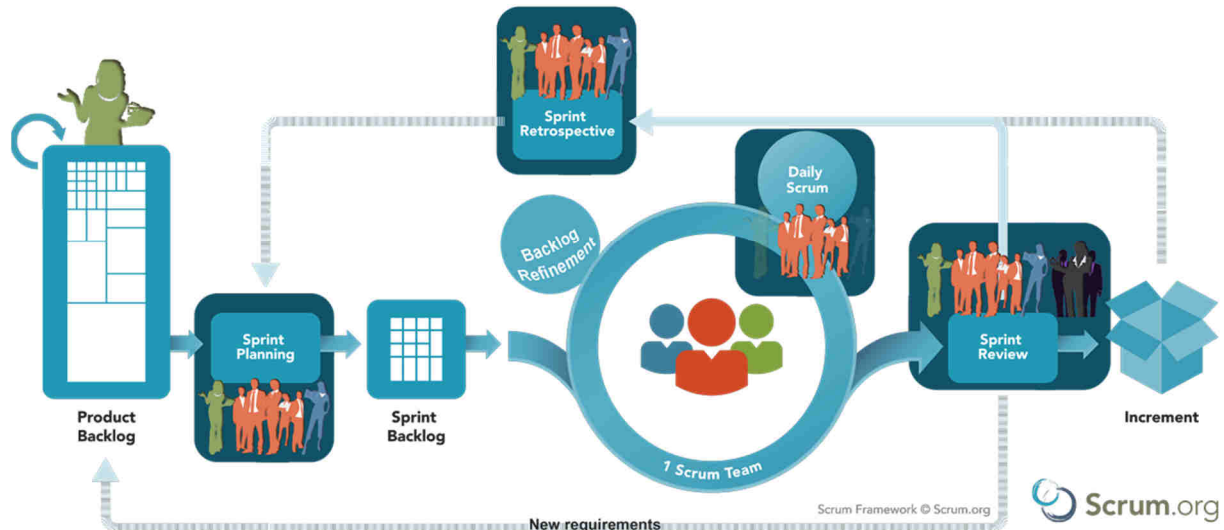 Sprint
Retrospective
Daily
Scrum
Backlog
Refinement
Sprint
Planning
Sprint
Review
Product
Backlog
Sprint
Backlog
1 Scrum Team
Increment
Scrum Framework © Scrum.org
Scrum.org
New requirements